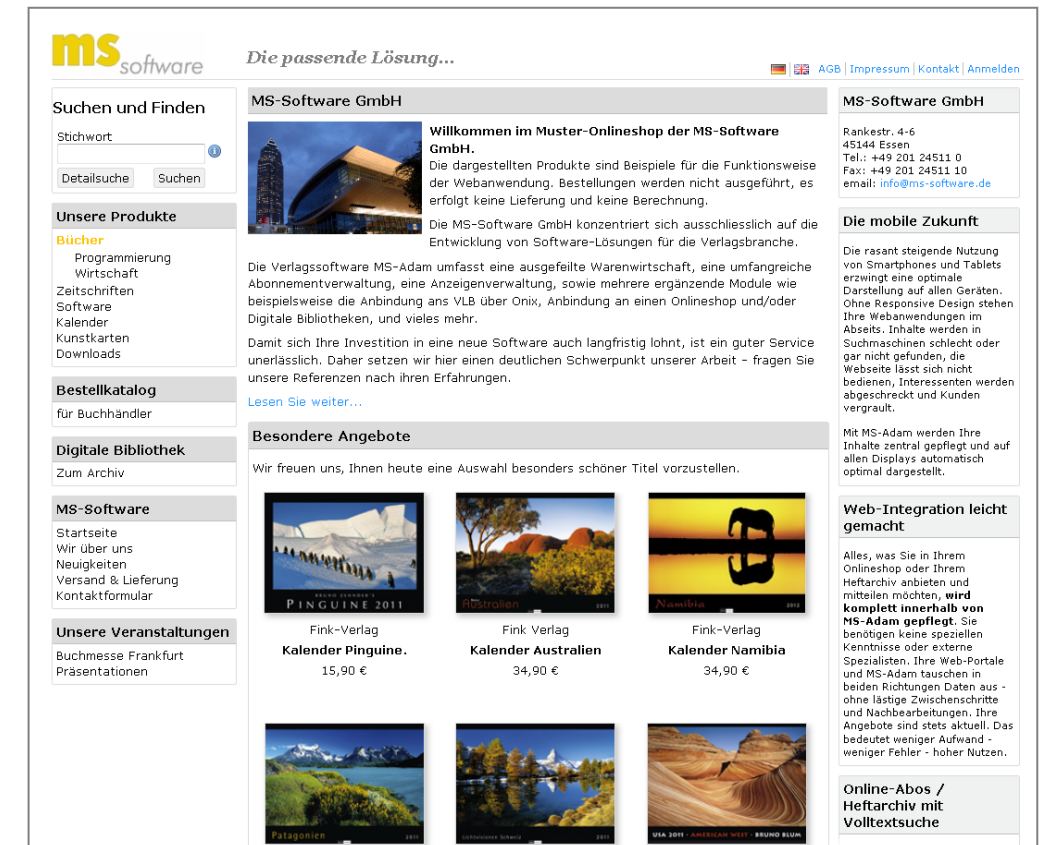 ms software
Die passende Lösung...
AGB | Impressum | Kontakt | Anmelden
Suchen und Finden
Stichwort
Detailsuche
Suchen
Unsere Produkte
Bücher
Programmierung
Wirtschaft
Zeitschriften
Software
Kalender
Kunstkarten
Downloads
Bestellkatalog
für Buchhändler
Digitale Bibliothek
Zum Archiv
MS-Software
Startseite
Wir über uns
Neuigkeiten
Versand & Lieferung
Kontaktformular
Unsere Veranstaltungen
Buchmesse Frankfurt
Präsentationen
MS-Software GmbH
Willkommen im Muster-Onlineshop der MS-Software
GmbH.
Die dargestellten Produkte sind Beispiele für die Funktionsweise
der Webanwendung. Bestellungen werden nicht ausgeführt, es
erfolgt keine Lieferung und keine Berechnung.
Die MS-Software GmbH konzentriert sich ausschliesslich auf die
Entwicklung von Software-Lösungen für die Verlagsbranche.
Die Verlagssoftware MS-Adam umfasst eine ausgefeilte Warenwirtschaft, eine umfangreiche
Abonnementverwaltung, eine Anzeigenverwaltung, sowie mehrere ergänzende Module wie
beispielsweise die Anbindung ans VLB über Onix, Anbindung an einen Onlineshop und/oder
Digitale Bibliotheken, und vieles mehr.
Damit sich Ihre Investition in eine neue Software auch langfristig lohnt, ist ein guter Service
unerlässlich. Daher setzen wir hier einen deutlichen Schwerpunkt unserer Arbeit - fragen Sie
unsere Referenzen nach ihren Erfahrungen.
Lesen Sie weiter...
Besondere Angebote
Wir freuen uns, Ihnen heute eine Auswahl besonders schöner Titel vorzustellen.
BRUNO ZEHNDER'S
PINGUINE 2011
Fink-Verlag
Kalender Pinguine.
15,90 €
Australien 2011
Fink Verlag
Kalender Australien
34,90 €
Namibia 2012
Fink-Verlag
Kalender Namibia
34,90 €
Patagonien 2011
Lichtvisionen Schweiz 2011
USA 2011 - AMERICAN WEST - BRUNO BLUM
MS-Software GmbH
Rankestr. 4-6
45144 Essen
Tel.: +49 201 24511 0
Fax: +49 201 24511 10
email: info@ms-software.de
Die mobile Zukunft
Die rasant steigende Nutzung
von Smartphones und Tablets
erzwingt eine optimale
Darstellung auf allen Geräten.
Ohne Responsive Design stehen
Ihre Webanwendungen im
Abseits. Inhalte werden in
Suchmaschinen schlecht oder
gar nicht gefunden, die
Webseite lässt sich nicht
bedienen, Interessenten werden
abgeschreckt und Kunden
vergrault.
Mit MS-Adam werden Ihre
Inhalte zentral gepflegt und auf
allen Displays automatisch
optimal dargestellt.
Web-Integration leicht
gemacht
Alles, was Sie in Ihrem
Onlineshop oder Ihrem
Heftarchiv anbieten und
mitteilen möchten, wird
komplett innerhalb von
MS-Adam gepflegt. Sie
benötigen keine speziellen
Kenntnisse oder externe
Spezialisten. Ihre Web-Portale
und MS-Adam tauschen in
beiden Richtungen Daten aus -
ohne lästige Zwischenschritte
und Nachbearbeitungen. Ihre
Angebote sind stets aktuell. Das
bedeutet weniger Aufwand -
weniger Fehler - hoher Nutzen.
Online-Abos /
Heftarchiv mit
Volltextsuche